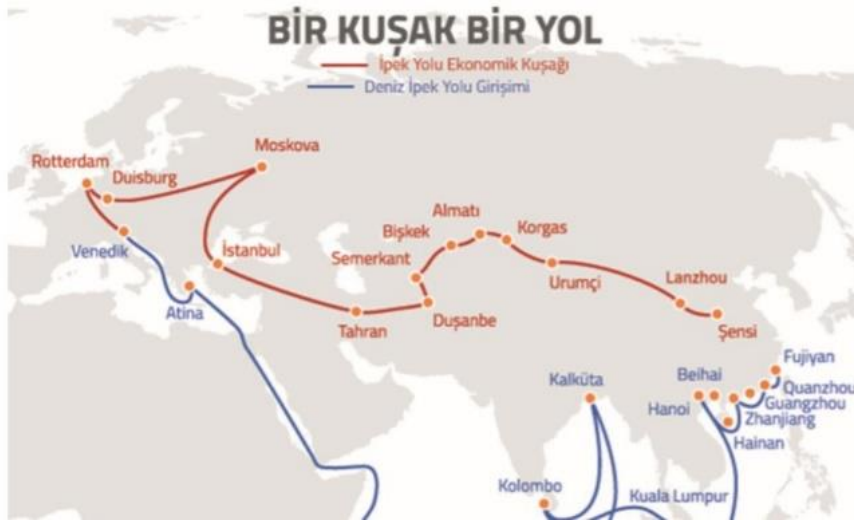 BİR KUŞAK BİR YOL
İpek Yolu Ekonomik Kuşağı
Deniz İpek Yolu Girişimi
Moskova
Rotterdam
Duisburg
Almatı
Bişkek
Korgas
Venedik
İstanbul
Semerkant
Urumçi
Lanzhou
Atina
Tahran
Duşanbe
Şensi
Fujiyan
Kalküta
Beihai
Quanzhou
Hanoi
Guangzhou
Zhanjiang
Hainan
Kolombo
Kuala Lumpur